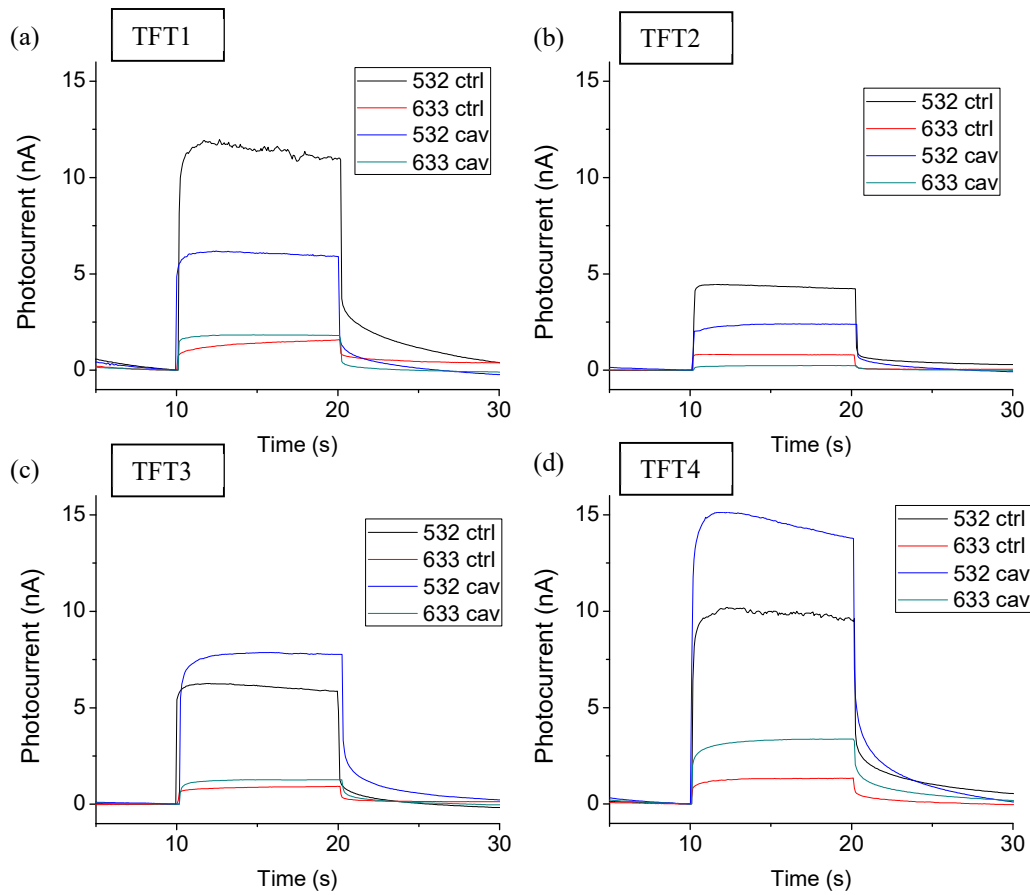 (a)
TFT1
532 ctrl
633 ctrl
532 cav
633 cav
Photocurrent (nA)
15
10
5
0
10
20
30
Time (s)
(b)
TFT2
532 ctrl
633 ctrl
532 cav
633 cav
Photocurrent (nA)
15
10
5
0
10
20
30
Time (s)
(c)
TFT3
532 ctrl
633 ctrl
532 cav
633 cav
Photocurrent (nA)
15
10
5
0
10
20
30
Time (s)
(d)
TFT4
532 ctrl
633 ctrl
532 cav
633 cav
Photocurrent (nA)
15
10
5
0
10
20
30
Time (s)